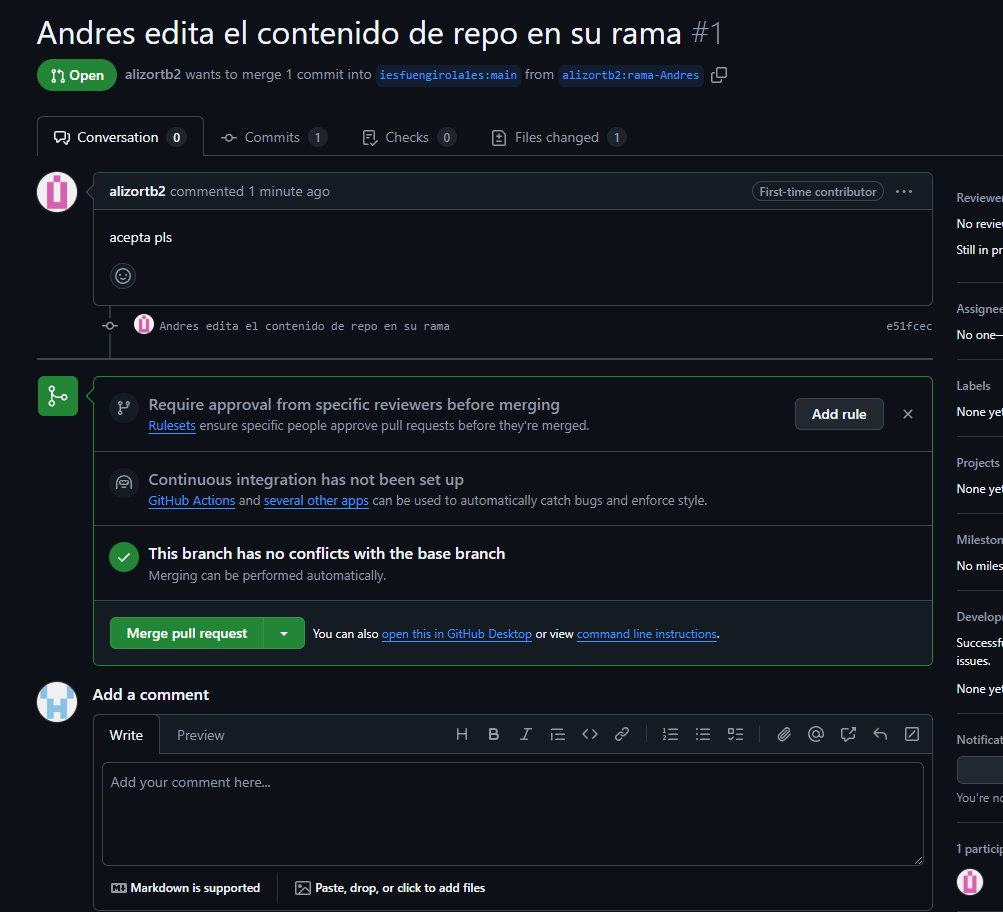 Andres edita el contenido de repo en su rama #1
Open alizortb2 wants to merge 1 commit into iesfuengirola1es:main from alizortb2:rama-Andres
Conversation 0 Commits 1 Checks 0 Files changed 1
alizortb2 commented 1 minute ago First-time contributor
acepta pls
Andres edita el contenido de repo en su rama e51fcec
Require approval from specific reviewers before merging
Rulesets ensure specific people approve pull requests before they're merged.
Add rule
Continuous integration has not been set up
GitHub Actions and several other apps can be used to automatically catch bugs and enforce style.
This branch has no conflicts with the base branch
Merging can be performed automatically.
Merge pull request You can also open this in GitHub Desktop or view command line instructions.
Add a comment
Write Preview
Add your comment here...
Markdown is supported Paste, drop, or click to add files
Reviewer
No revie
Still in pr
Assignee
No one—
Labels
None yet
Projects
None yet
Mileston
No miles
Develop
Successfu
issues.
None yet
Notificat
You're no
1 particip